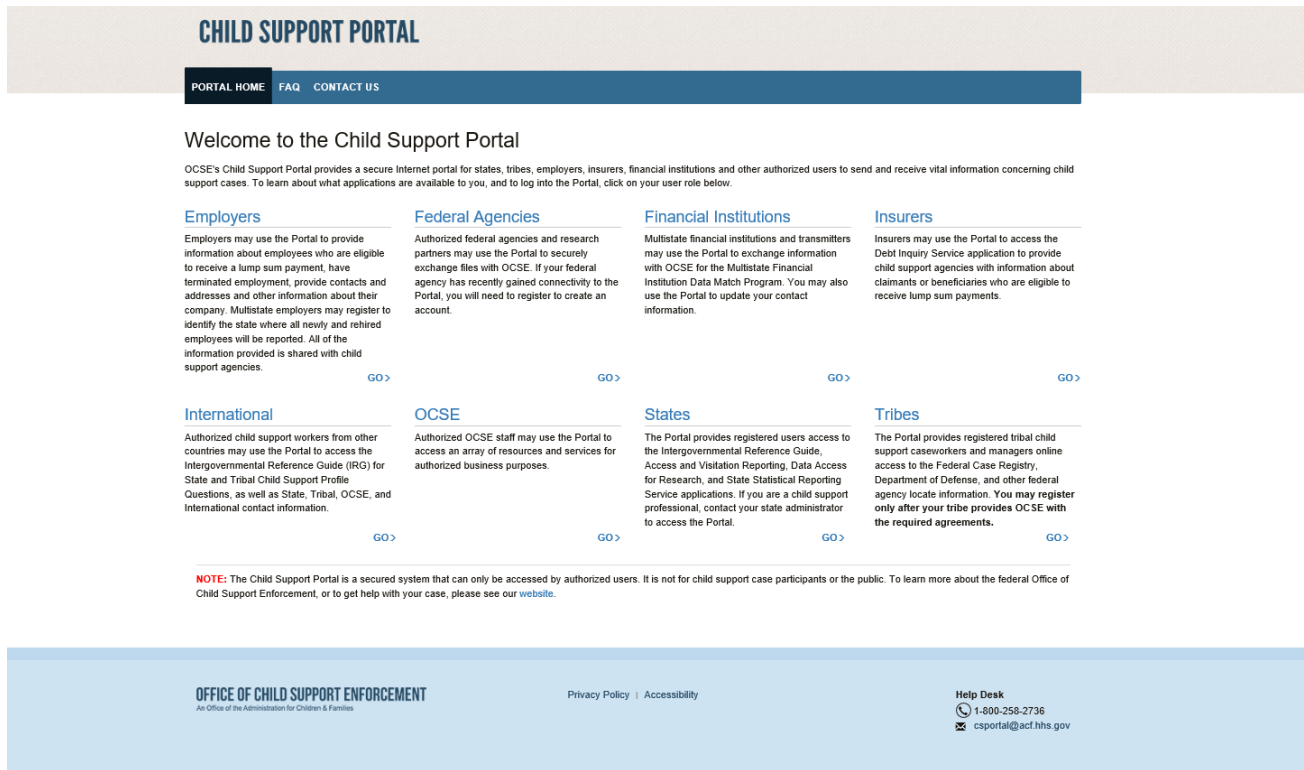 CHILD SUPPORT PORTAL
PORTAL HOME FAQ CONTACT US
Welcome to the Child Support Portal
OCSE's Child Support Portal provides a secure Internet portal for states, tribes, employers, insurers, financial institutions and other authorized users to send and receive vital information concerning child
support cases. To learn about what applications are available to you, and to log into the Portal, click on your user role below.
Employers
Employers may use the Portal to provide
information about employees who are eligible
to receive a lump sum payment, have
terminated employment, provide contacts and
addresses and other information about their
company. Multistate employers may register to
identify the state where all newly and rehired
employees will be reported. All of the
information provided is shared with child
support agencies.
GO >
Federal Agencies
Authorized federal agencies and research
partners may use the Portal to securely
exchange files with OCSE. If your federal
agency has recently gained connectivity to the
Portal, you will need to register to create an
account.
GO >
Financial Institutions
Multistate financial institutions and transmitters
may use the Portal to exchange information
with OCSE for the Multistate Financial
Institution Data Match Program. You may also
use the Portal to update your contact
information.
GO >
Insurers
Insurers may use the Portal to access the
Debt Inquiry Service application to provide
child support agencies with information about
claimants or beneficiaries who are eligible to
receive lump sum payments.
GO >
International
Authorized child support workers from other
countries may use the Portal to access the
Intergovernmental Reference Guide (IRG) for
State and Tribal Child Support Profile
Questions, as well as State, Tribal, OCSE, and
International contact information.
GO >
OCSE
Authorized OCSE staff may use the Portal to
access an array of resources and services for
authorized business purposes.
GO >
States
The Portal provides registered users access to
the Intergovernmental Reference Guide,
Access and Visitation Reporting, Data Access
for Research, and State Statistical Reporting
Service applications. If you are a child support
professional, contact your state administrator
to access the Portal.
GO >
Tribes
The Portal provides registered tribal child
support caseworkers and managers online
access to the Federal Case Registry,
Department of Defense, and other federal
agency locate information. You may register
only after your tribe provides OCSE with
the required agreements.
GO >
NOTE: The Child Support Portal is a secured system that can only be accessed by authorized users. It is not for child support case participants or the public. To learn more about the federal Office of
Child Support Enforcement, or to get help with your case, please see our website.
OFFICE OF CHILD SUPPORT ENFORCEMENT
An Office of the Administration for Children & Families
Privacy Policy | Accessibility
Help Desk
1-800-258-2736
csportal@acf.hhs.gov